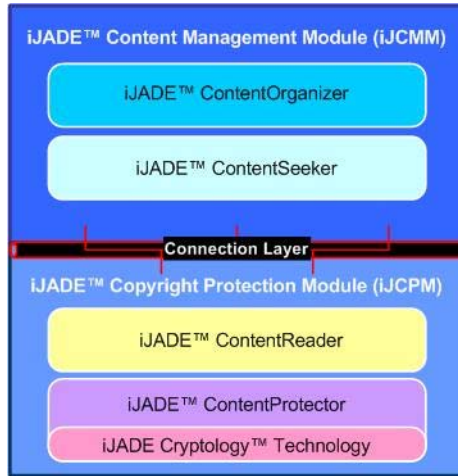 iJADE™ Content Management Module (iJCMM)
iJADE™ ContentOrganizer
iJADE™ ContentSeeker
Connection Layer
iJADE™ Copyright Protection Module (iJCPM)
iJADE™ ContentReader
iJADE™ ContentProtector
iJADE Cryptology™ Technology